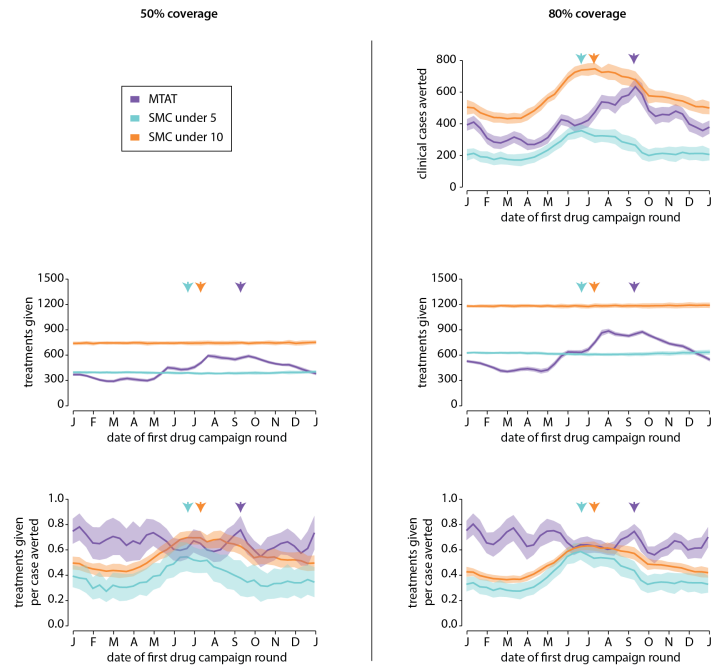 50% coverage
80% coverage
MTAT
SMC under 5
SMC under 10
clinical cases averted
800
600
400
200
0
J F M A M J J A S O N D J
date of first drug campaign round
treatments given
1500
1200
900
600
300
0
J F M A M J J A S O N D J
date of first drug campaign round
treatments given
1500
1200
900
600
300
0
J F M A M J J A S O N D J
date of first drug campaign round
treatments given
per case averted
1.0
0.8
0.6
0.4
0.2
0.0
J F M A M J J A S O N D J
date of first drug campaign round
treatments given
per case averted
1.0
0.8
0.6
0.4
0.2
0.0
J F M A M J J A S O N D J
date of first drug campaign round